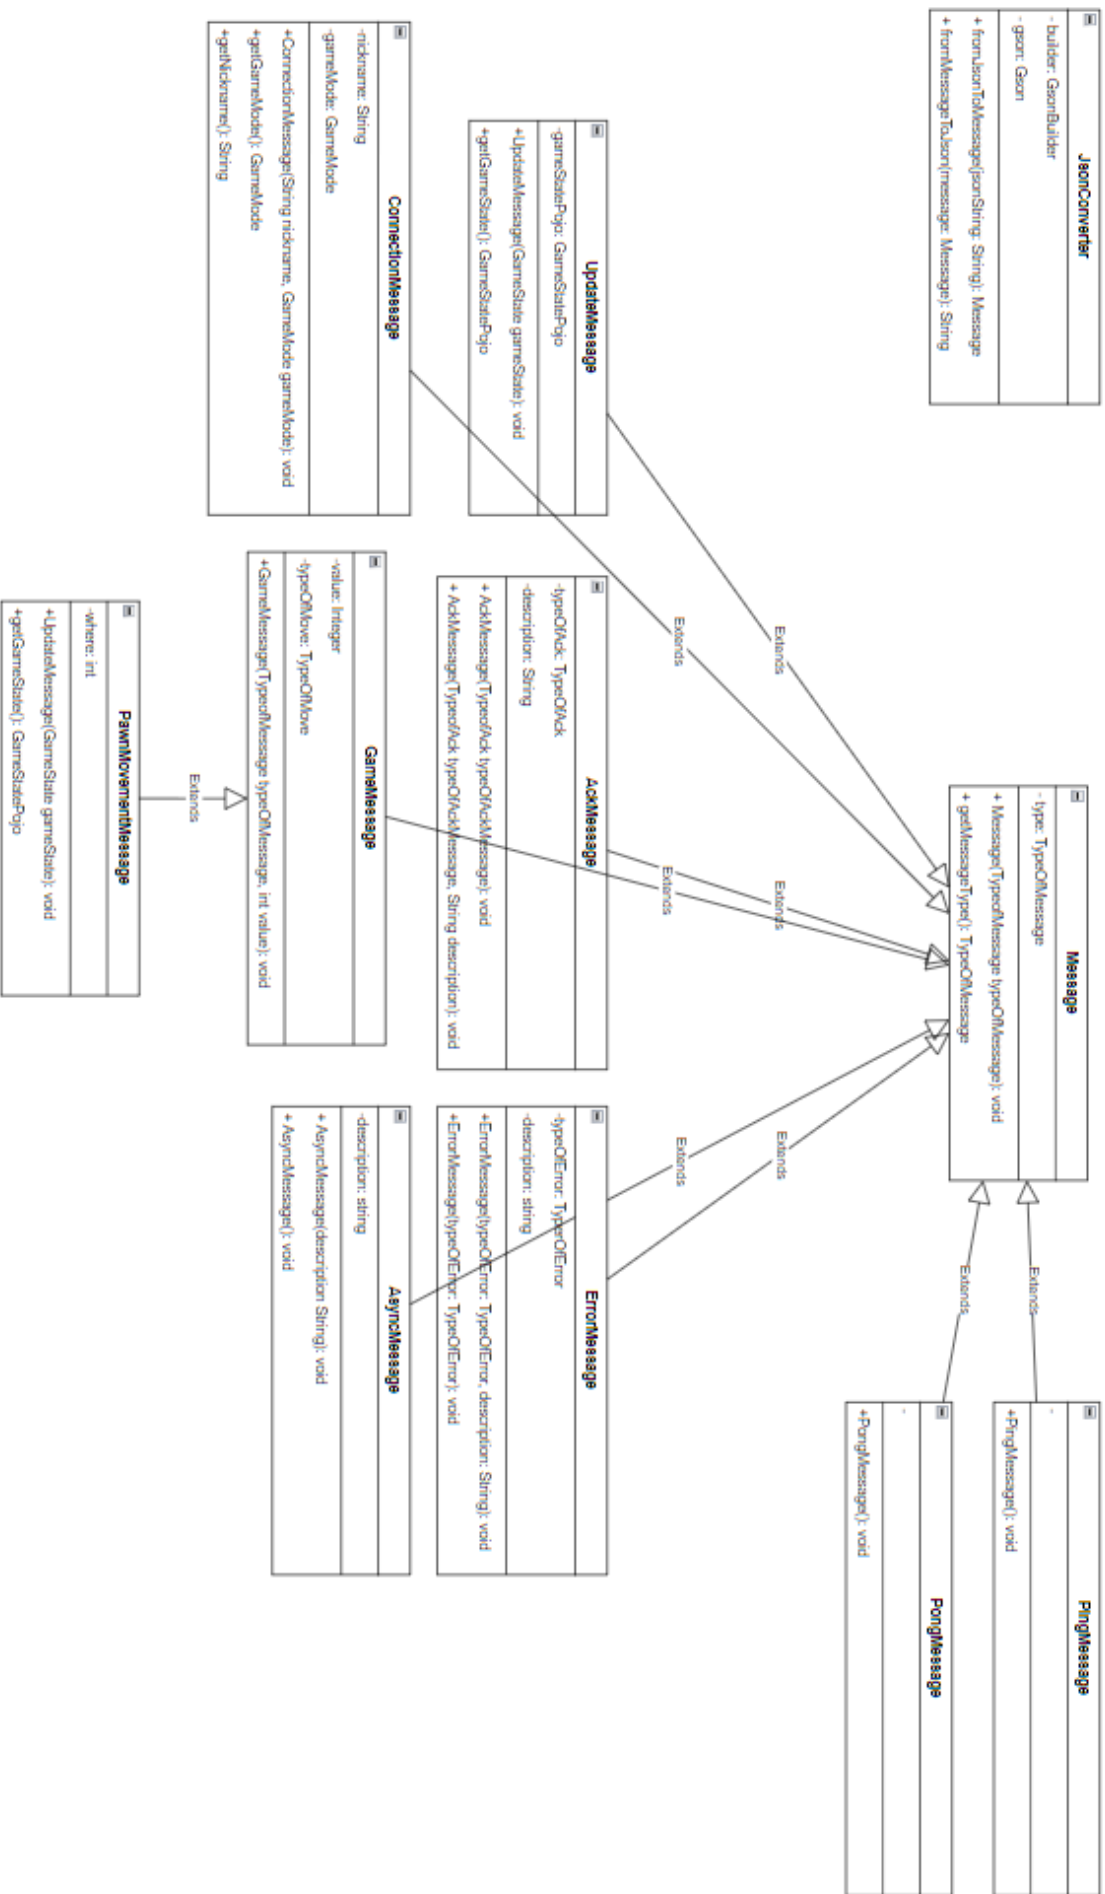 JsonConverter
- builder: GsonBuilder
- gson: Gson
+ fromJsonToMessage(jsonString: String): Message
+ fromMessageToJson(message: Message): String
Message
- type: TypeOfMessage
+ Message(TypeofMessage typeOfMessage): void
+ getMessageType(): TypeOfMessage
PingMessage
-
+PingMessage(): void
PongMessage
-
+PongMessage(): void
Extends
Extends
Extends
Extends
Extends
Extends
Extends
Extends
UpdateMessage
-gameStatePojo: GameStatePojo
+UpdateMessage(GameState gameState): void
+getGameState(): GameStatePojo
AckMessage
-typeOfAck: TypeOfAck
-description: String
+ AckMessage(TypeofAck typeOfAckMessage): void
+ AckMessage(TypeofAck typeOfAckMessage, String description): void
ErrorMessage
-typeOfError: TyperOfError
-description: string
+ErrorMessage(typeOfError: TypeOfError, description: String): void
+ErrorMessage(typeOfError: TypeOfError): void
ConnectionMessage
-nickname: String
-gameMode: GameMode
+ConnectionMessage(String nickname, GameMode gameMode): void
+getGameMode(): GameMode
+getNickname(): String
GameMessage
-value: Integer
-typeOfMove: TypeOfMove
+GameMessage(TypeofMessage typeOfMessage, int value): void
AsyncMessage
-description: string
+ AsyncMessage(description String): void
+ AsyncMessage(): void
Extends
PawnMovementMessage
-where: int
+UpdateMessage(GameState gameState): void
+getGameState(): GameStatePojo